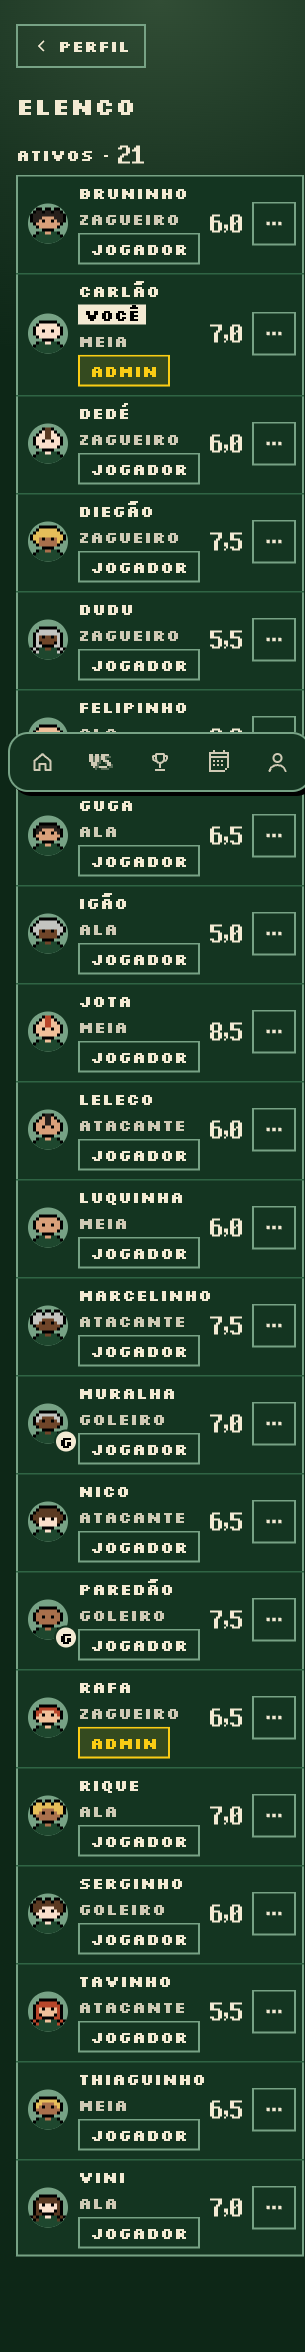 PERFIL
ELENCO
ATIVOS · 21
BRUNINHO
ZAGUEIRO 6,0 ...
JOGADOR
CARLÃO
VOCÊ
MEIA 7,0 ...
ADMIN
DEDÉ
ZAGUEIRO 6,0 ...
JOGADOR
DIEGÃO
ZAGUEIRO 7,5 ...
JOGADOR
DUDU
ZAGUEIRO 5,5 ...
JOGADOR
FELIPINHO
VS
GUGA
ALA 6,5 ...
JOGADOR
IGÃO
ALA 5,0 ...
JOGADOR
JOTA
MEIA 8,5 ...
JOGADOR
LELECO
ATACANTE 6,0 ...
JOGADOR
LUQUINHA
MEIA 6,0 ...
JOGADOR
MARCELINHO
ATACANTE 7,5 ...
JOGADOR
MURALHA
GOLEIRO 7,0 ...
G JOGADOR
NICO
ATACANTE 6,5 ...
JOGADOR
PAREDÃO
GOLEIRO 7,5 ...
G JOGADOR
RAFA
ZAGUEIRO 6,5 ...
ADMIN
RIQUE
ALA 7,0 ...
JOGADOR
SERGINHO
GOLEIRO 6,0 ...
JOGADOR
TAVINHO
ATACANTE 5,5 ...
JOGADOR
THIAGUINHO
MEIA 6,5 ...
JOGADOR
VINI
ALA 7,0 ...
JOGADOR